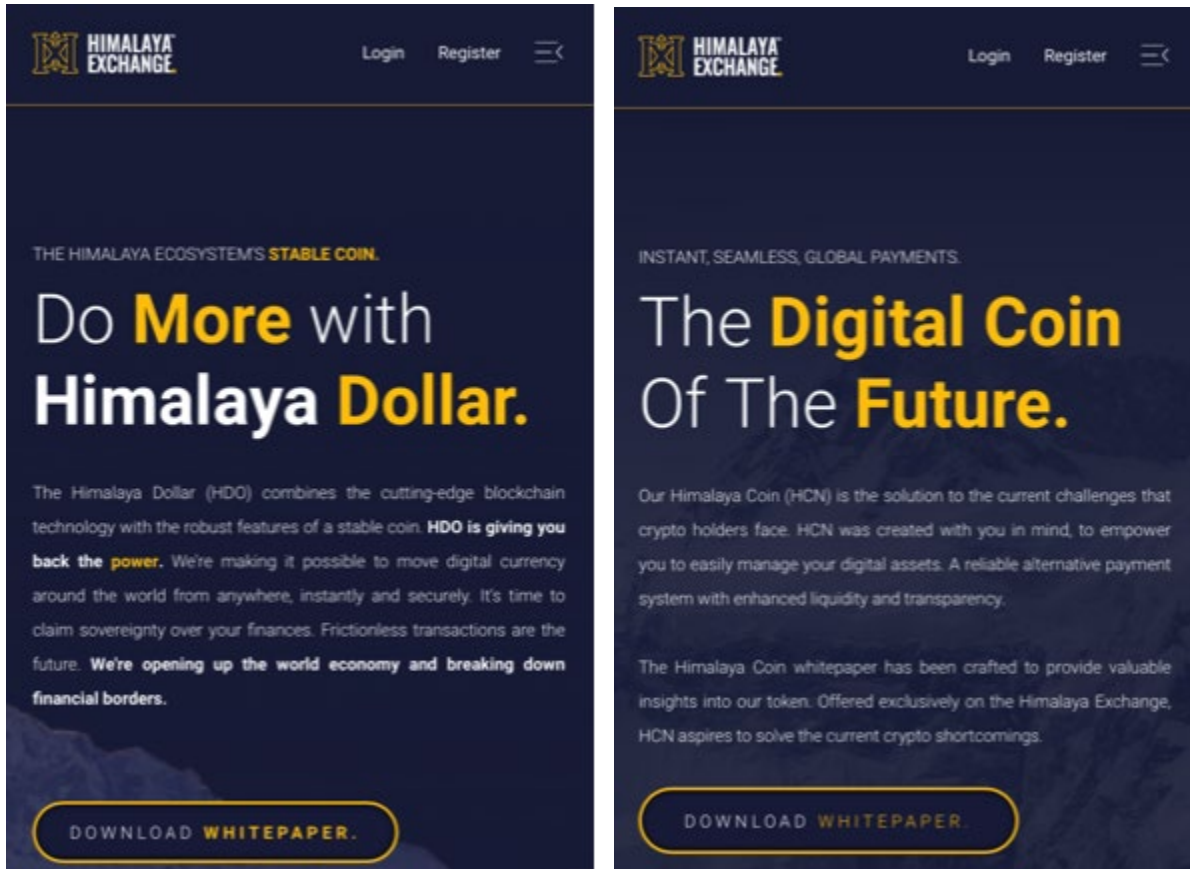 HIMALAYA
EXCHANGE.
Login Register
THE HIMALAYA ECOSYSTEM'S STABLE COIN.
Do More with
Himalaya Dollar.
The Himalaya Dollar (HDO) combines the cutting-edge blockchain
technology with the robust features of a stable coin. HDO is giving you
back the power. We're making it possible to move digital currency
around the world from anywhere, instantly and securely. It's time to
claim sovereignty over your finances. Frictionless transactions are the
future. We're opening up the world economy and breaking down
financial borders.
DOWNLOAD WHITEPAPER.
HIMALAYA
EXCHANGE.
Login Register
INSTANT, SEAMLESS, GLOBAL PAYMENTS.
The Digital Coin
Of The Future.
Our Himalaya Coin (HCN) is the solution to the current challenges that
crypto holders face. HCN was created with you in mind, to empower
you to easily manage your digital assets. A reliable alternative payment
system with enhanced liquidity and transparency.
The Himalaya Coin whitepaper has been crafted to provide valuable
insights into our token. Offered exclusively on the Himalaya Exchange,
HCN aspires to solve the current crypto shortcomings.
DOWNLOAD WHITEPAPER.